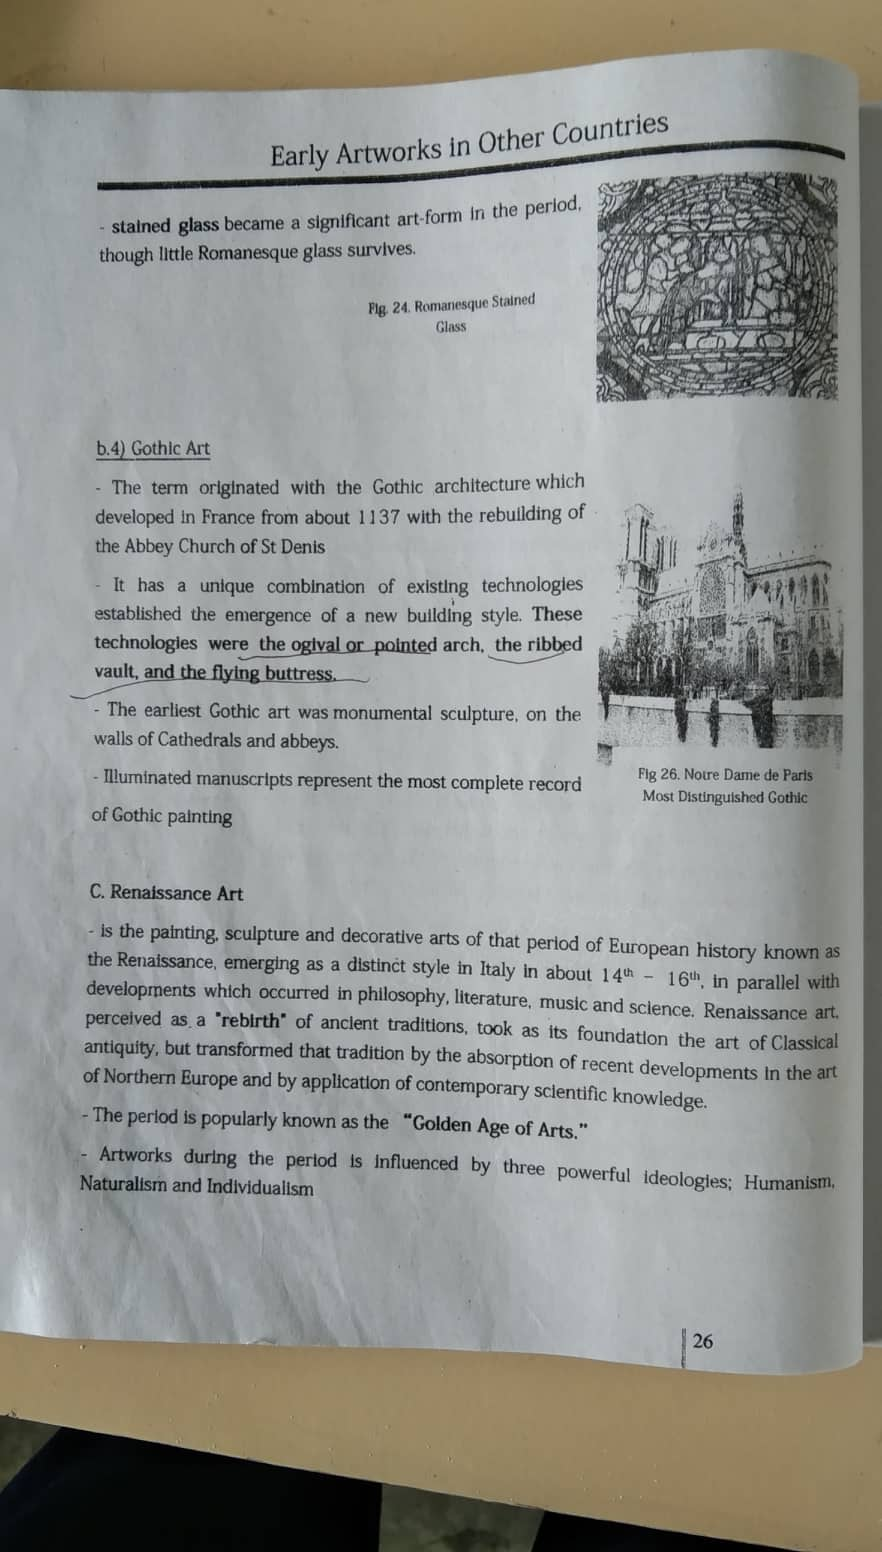 Early Artworks in Other Countries
- stained glass became a significant art-form in the period,
though little Romanesque glass survives.
Fig. 24. Romanesque Stained
Glass
b.4) Gothic Art
- The term originated with the Gothic architecture which
developed in France from about 1137 with the rebuilding of
the Abbey Church of St Denis
- It has a unique combination of existing technologies
established the emergence of a new building style. These
technologies were the ogival or pointed arch, the ribbed
vault, and the flying buttress.
- The earliest Gothic art was monumental sculpture, on the
walls of Cathedrals and abbeys.
- Illuminated manuscripts represent the most complete record
of Gothic painting
Fig 26. Notre Dame de Paris
Most Distinguished Gothic
C. Renaissance Art
- is the painting, sculpture and decorative arts of that period of European history known as
the Renaissance, emerging as a distinct style in Italy in about 14th - 16th, in parallel with
developments which occurred in philosophy, literature, music and science. Renaissance art,
perceived as a "rebirth" of ancient traditions, took as its foundation the art of Classical
antiquity, but transformed that tradition by the absorption of recent developments in the art
of Northern Europe and by application of contemporary scientific knowledge.
- The period is popularly known as the "Golden Age of Arts."
- Artworks during the period is influenced by three powerful ideologies; Humanism,
Naturalism and Individualism
26